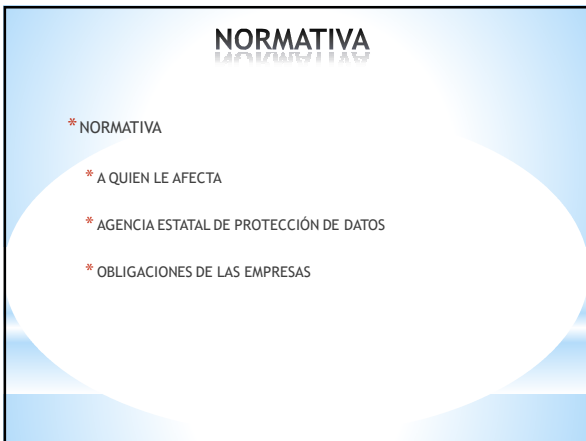 NORMATIVA
* NORMATIVA
* A QUIEN LE AFECTA
* AGENCIA ESTATAL DE PROTECCIÓN DE DATOS
* OBLIGACIONES DE LAS EMPRESAS